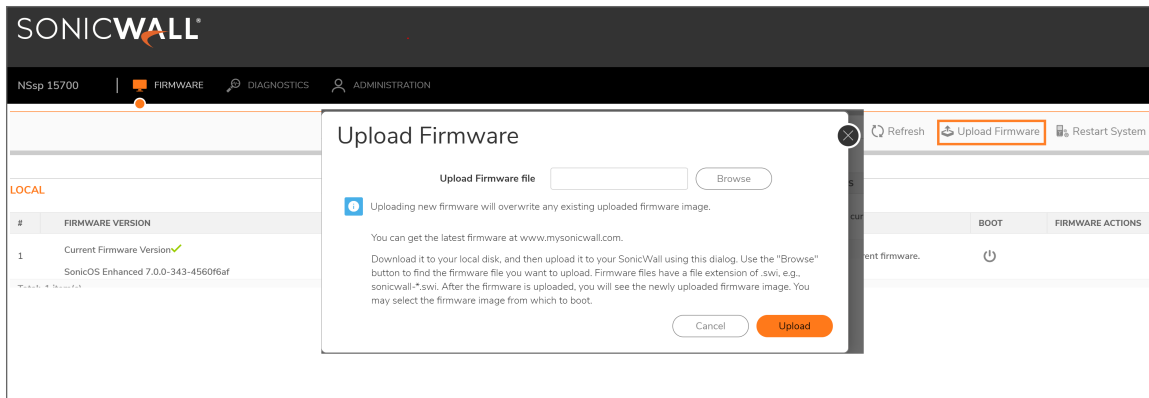 SONICWALL®
NSsp 15700 FIRMWARE DIAGNOSTICS ADMINISTRATION
Refresh Upload Firmware Restart System
Upload Firmware
Upload Firmware file Browse
Uploading new firmware will overwrite any existing uploaded firmware image.
You can get the latest firmware at www.mysonicwall.com.
Download it to your local disk, and then upload it to your SonicWall using this dialog. Use the "Browse"
button to find the firmware file you want to upload. Firmware files have a file extension of .swi, e.g.,
sonicwall-*.swi. After the firmware is uploaded, you will see the newly uploaded firmware image. You
may select the firmware image from which to boot.
Cancel Upload
LOCAL
# FIRMWARE VERSION BOOT FIRMWARE ACTIONS
1 Current Firmware Version
SonicOS Enhanced 7.0.0-343-4560f6af
firmware.